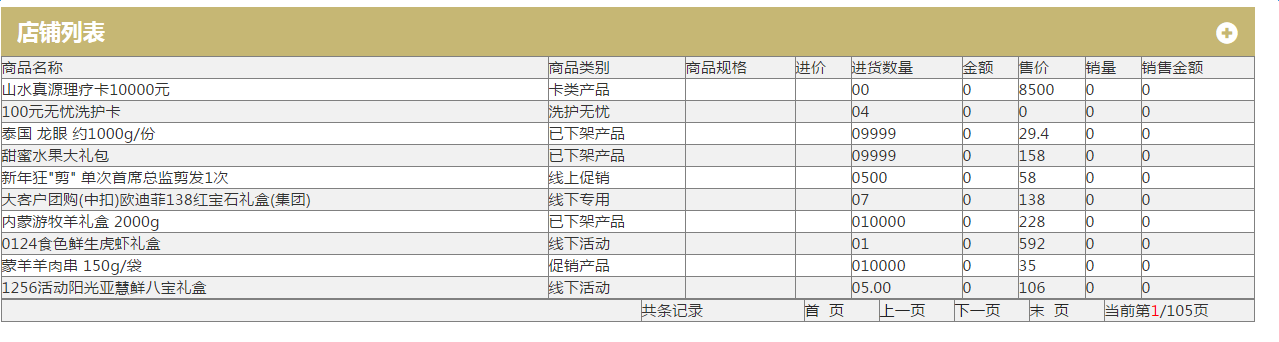 店铺列表
商品名称 商品类别 商品规格 进价 进货数量 金额 售价 销量 销售金额
山水真源理疗卡10000元 卡类产品 00 0 8500 0 0
100元无忧洗护卡 洗护无忧 04 0 0 0 0
泰国 龙眼 约1000g/份 已下架产品 09999 0 29.4 0 0
甜蜜水果大礼包 已下架产品 09999 0 158 0 0
新年狂"剪" 单次首席总监剪发1次 线上促销 0500 0 58 0 0
大客户团购(中扣)欧迪菲138红宝石礼盒(集团) 线下专用 07 0 138 0 0
内蒙游牧羊礼盒 2000g 已下架产品 010000 0 228 0 0
0124食色鲜生虎虾礼盒 线下活动 01 0 592 0 0
蒙羊羊肉串 150g/袋 促销产品 010000 0 35 0 0
1256活动阳光亚慧鲜八宝礼盒 线下活动 05.00 0 106 0 0
共条记录 首 页 上一页 下一页 末 页 当前第1/105页